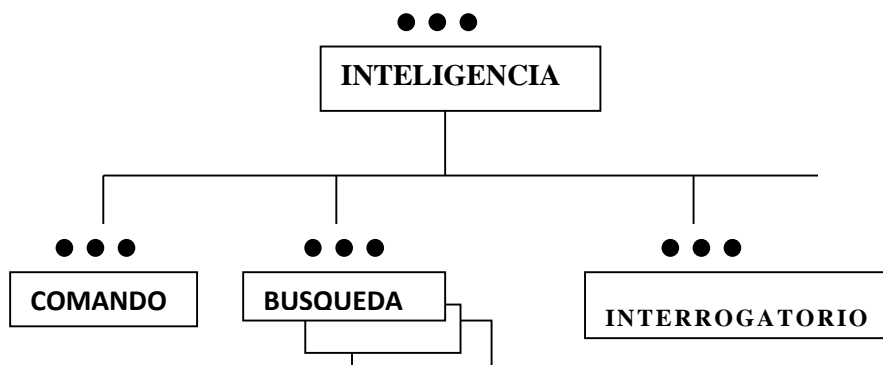 INTELIGENCIA
COMANDO
BUSQUEDA
INTERROGATORIO